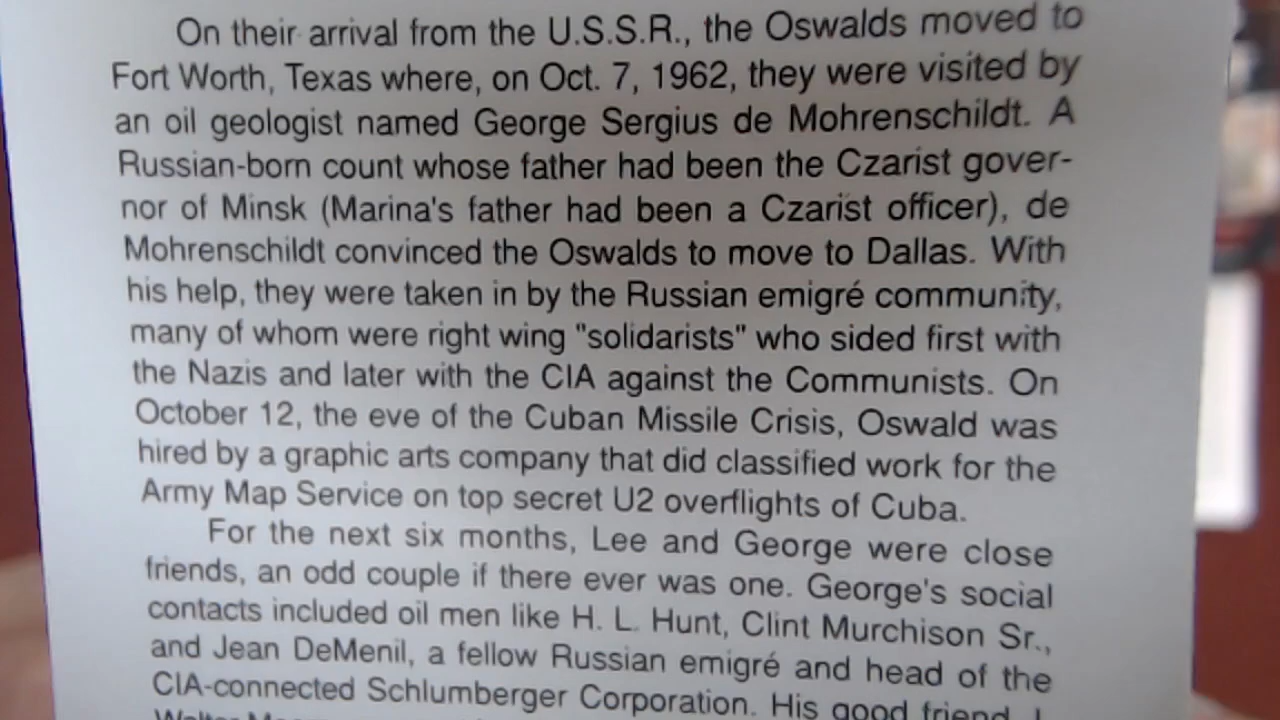 On their arrival from the U.S.S.R., the Oswalds moved to
Fort Worth, Texas where, on Oct. 7, 1962, they were visited by
an oil geologist named George Sergius de Mohrenschildt. A
Russian-born count whose father had been the Czarist gover-
nor of Minsk (Marina's father had been a Czarist officer), de
Mohrenschildt convinced the Oswalds to move to Dallas. With
his help, they were taken in by the Russian emigré community,
many of whom were right wing "solidarists" who sided first with
the Nazis and later with the CIA against the Communists. On
October 12, the eve of the Cuban Missile Crisis, Oswald was
hired by a graphic arts company that did classified work for the
Army Map Service on top secret U2 overflights of Cuba.
For the next six months, Lee and George were close
friends, an odd couple if there ever was one. George's social
contacts included oil men like H. L. Hunt, Clint Murchison Sr.,
and Jean DeMenil, a fellow Russian emigré and head of the
CIA-connected Schlumberger Corporation. His good friend